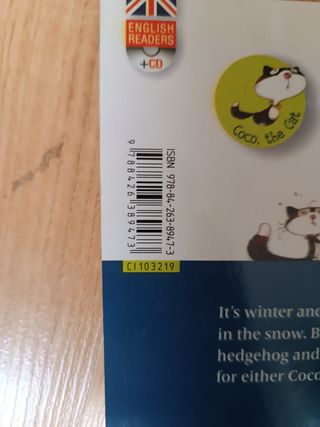 ENGLISH
READERS
+CD
Coco, the Cat
ISBN 978-84-263-8947-3
9 788426 389473
CI103219
It's winter and
in the snow. B
hedgehog and
for either Coco